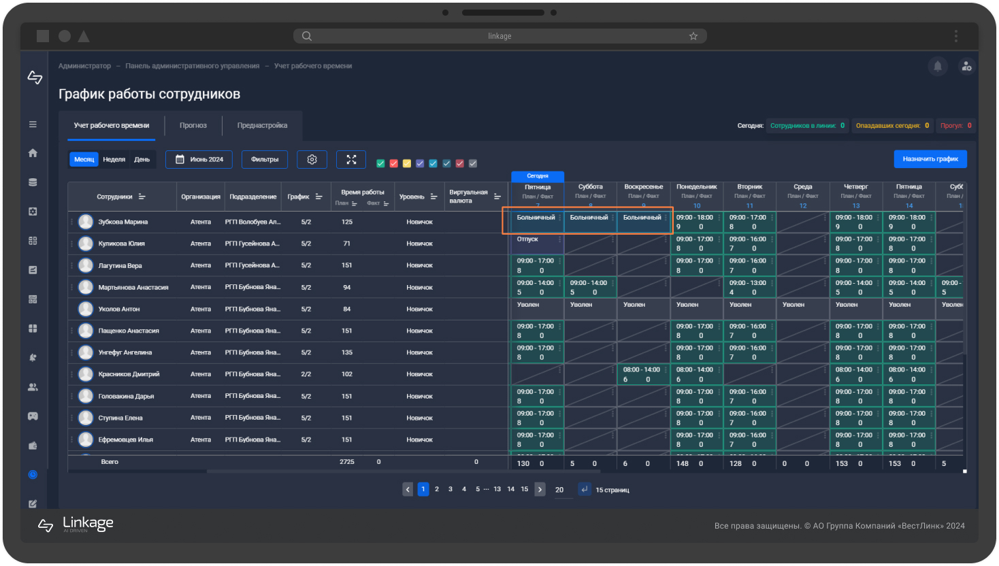 linkage
Администратор – Панель административного управления – Учет рабочего времени
График работы сотрудников
Учет рабочего времени Прогноз Преднастройка
Сегодня: Сотрудников в линии: 0 Опаздавших сегодня: 0 Прогул: 0
Месяц Неделя День Июнь 2024 Фильтры Назначить график
Сегодня
Сотрудники Организация Подразделение График Время работы План Факт Уровень Виртуальная валюта
Пятница Суббота Воскресенье Понедельник Вторник Среда Четверг Пятница Субб
План / Факт План / Факт План / Факт План / Факт План / Факт План / Факт План / Факт План / Факт План /
7 8 9 10 11 12 13 14 1
Зубкова Марина Атента РГП Волобуев Ал... 5/2 125 Новичок Больничный Больничный Больничный 09:00 - 18:00 09:00 - 17:00 09:00 - 18:00 09:00 - 18:00
9 0 8 0 9 0 9 0
Куликова Юлия Атента РГП Гусейнова А... 5/2 71 Новичок Отпуск 09:00 - 17:00 09:00 - 16:00 09:00 - 17:00 09:00 - 17:00
8 0 7 0 8 0 8 0
Лагутина Вера Атента РГП Гусейнова А... 5/2 151 Новичок 09:00 - 17:00 09:00 - 17:00 09:00 - 16:00 09:00 - 17:00 09:00 - 17:00
8 0 8 0 7 0 8 0 8 0
Мартьянова Анастасия Атента РГП Бубнова Яна... 5/2 94 Новичок 09:00 - 14:00 09:00 - 14:00 09:00 - 13:00 09:00 - 14:00 09:00 - 14:00 09:00 -
5 0 5 0 4 0 5 0 5 0 5
Уколов Антон Атента РГП Бубнова Яна... 5/2 84 Новичок Уволен Уволен Уволен Уволен Уволен Уволен Уволен Уволен Уволен
Пащенко Анастасия Атента РГП Бубнова Яна... 5/2 151 Новичок 09:00 - 17:00 09:00 - 17:00 09:00 - 16:00 09:00 - 17:00 09:00 - 17:00
8 0 8 0 7 0 8 0 8 0
Унгефуг Ангелина Атента РГП Бубнова Яна... 5/2 135 Новичок 09:00 - 17:00 09:00 - 17:00 09:00 - 16:00 09:00 - 17:00 09:00 - 17:00
8 0 8 0 7 0 8 0 8 0
Красников Дмитрий Атента РГП Бубнова Яна... 2/2 102 Новичок 08:00 - 14:00 08:00 - 14:00 08:00 - 14:00 08:00 - 14:00
6 0 6 0 6 0 6 0
Головакина Дарья Атента РГП Бубнова Яна... 5/2 151 Новичок 09:00 - 17:00 09:00 - 17:00 09:00 - 16:00 09:00 - 17:00 09:00 - 17:00
8 0 8 0 7 0 8 0 8 0
Ступина Елена Атента РГП Бубнова Яна... 5/2 151 Новичок 09:00 - 17:00 09:00 - 17:00 09:00 - 16:00 09:00 - 17:00 09:00 - 17:00
8 0 8 0 7 0 8 0 8 0
Ефремовцев Илья Атента РГП Бубнова Яна... 5/2 151 Новичок 09:00 - 17:00 09:00 - 17:00 09:00 - 16:00 09:00 - 17:00 09:00 - 17:00
8 0 8 0 7 0 8 0 8 0
Всего 2725 0 0 130 0 5 0 6 0 148 0 128 0 0 0 153 0 153 0 5
1 2 3 4 5 ... 13 14 15 20 15 страниц
Linkage
AI DRIVEN
Все права защищены. © АО Группа Компаний «ВестЛинк» 2024